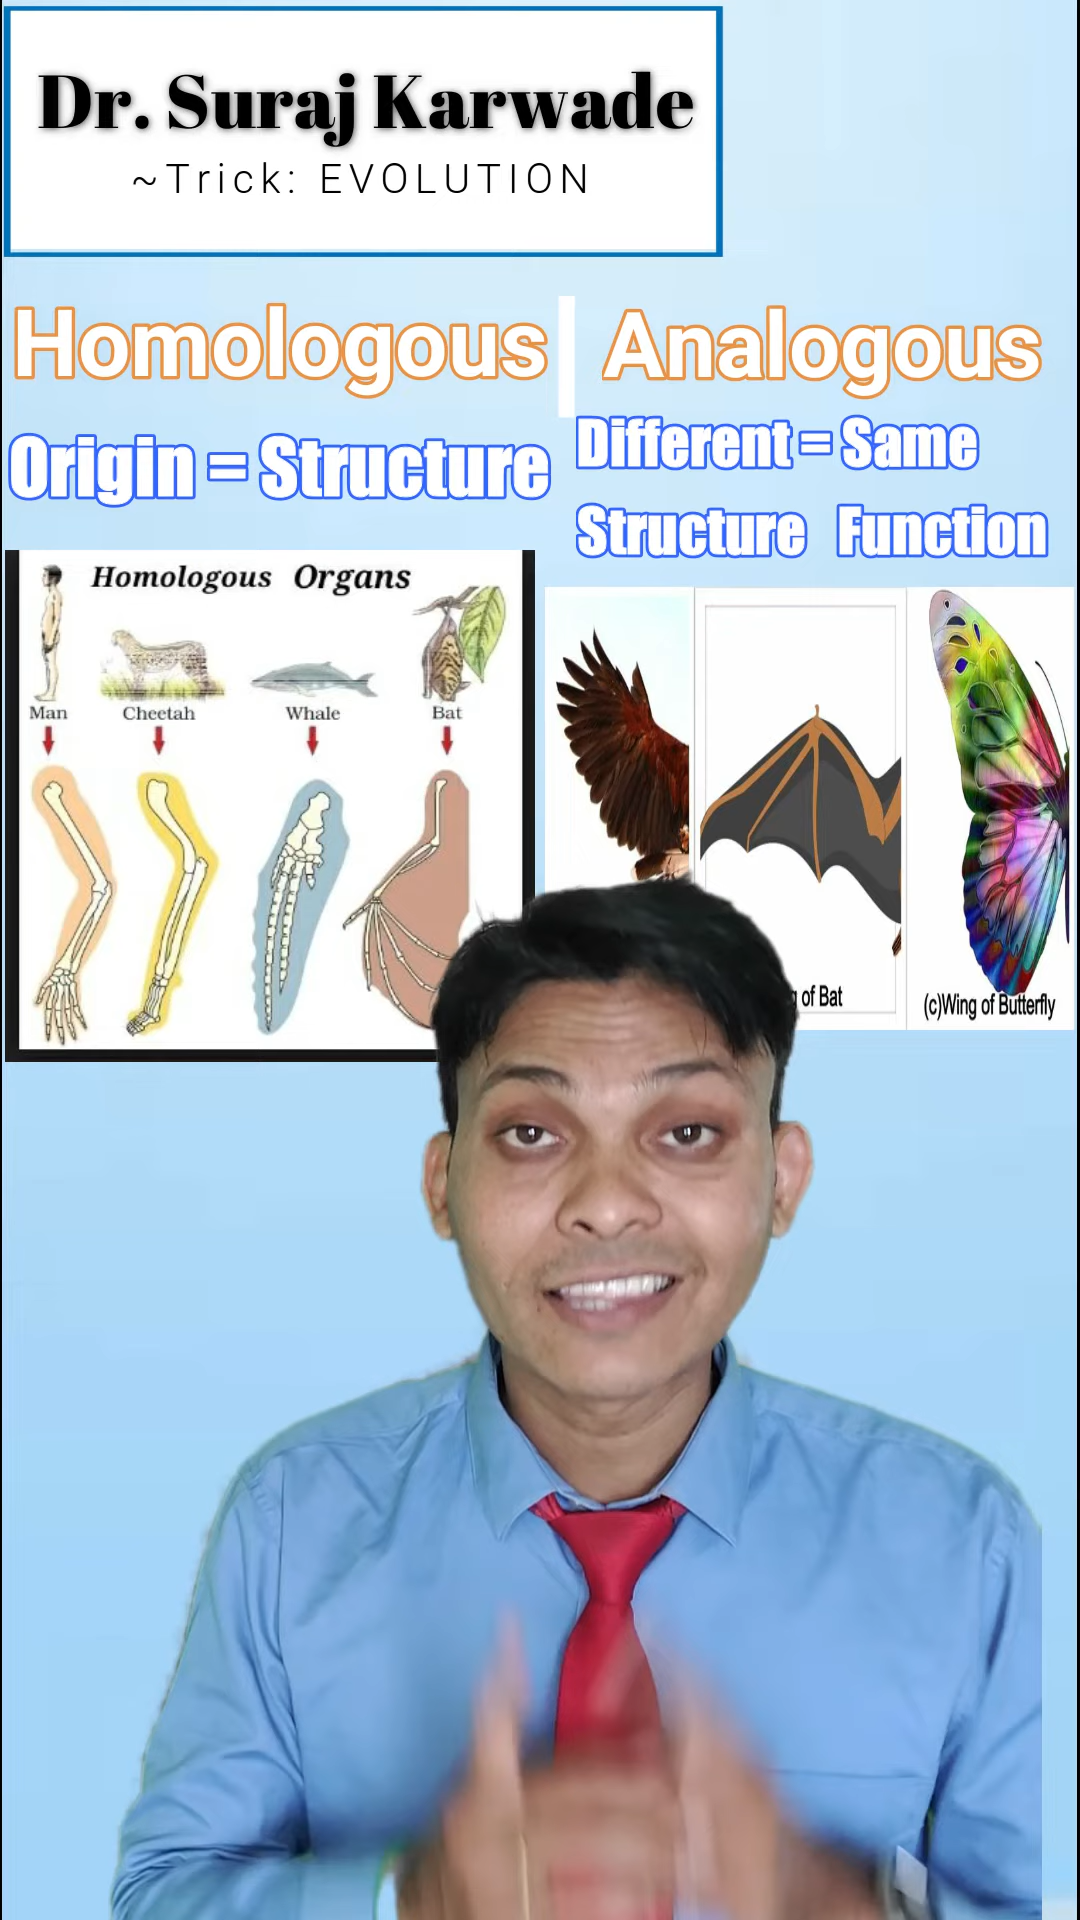 Dr. Suraj Karwade
~Trick: EVOLUTION
Homologous | Analogous
Origin = Structure
Different = Same
Structure Function
Homologous Organs
Man Cheetah Whale Bat
of Bat
(c)Wing of Butterfly